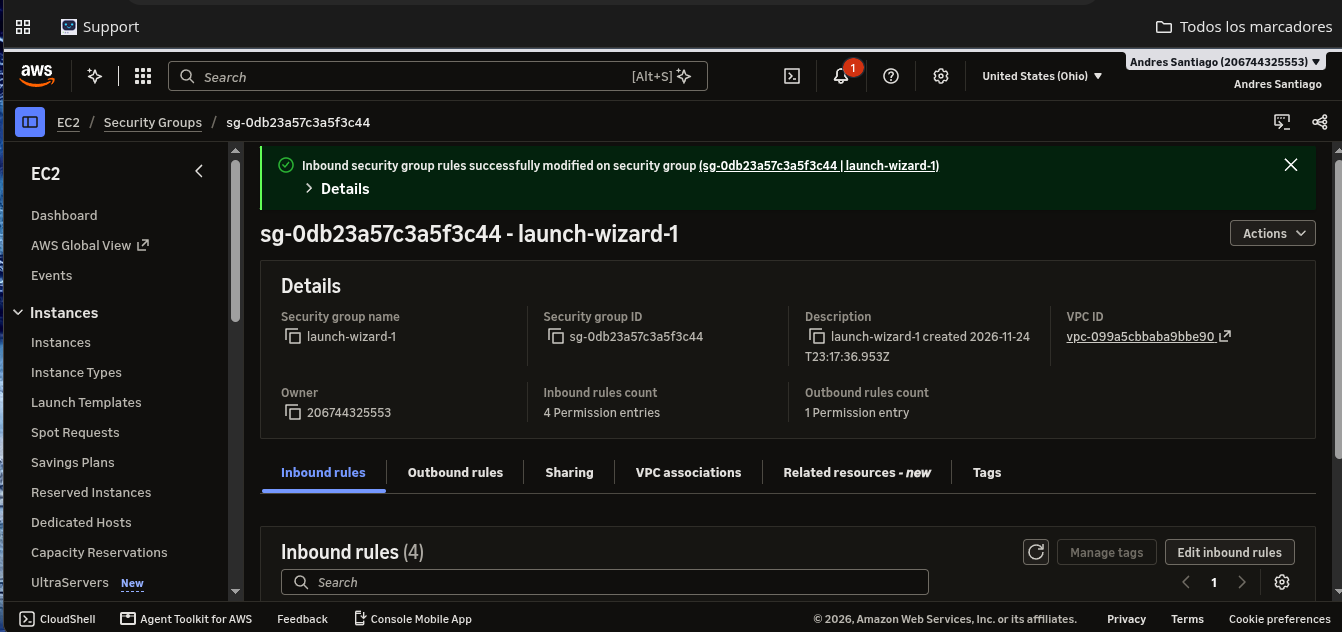 Support
Todos los marcadores
aws
Search
[Alt+S]
1
United States (Ohio)
Andres Santiago (206744325553)
Andres Santiago
EC2 / Security Groups / sg-0db23a57c3a5f3c44
EC2
Dashboard
AWS Global View
Events
Instances
Instances
Instance Types
Launch Templates
Spot Requests
Savings Plans
Reserved Instances
Dedicated Hosts
Capacity Reservations
UltraServers New
Inbound security group rules successfully modified on security group (sg-0db23a57c3a5f3c44 | launch-wizard-1)
Details
sg-0db23a57c3a5f3c44 - launch-wizard-1
Actions
Details
Security group name
launch-wizard-1
Security group ID
sg-0db23a57c3a5f3c44
Description
launch-wizard-1 created 2026-11-24
T23:17:36.953Z
VPC ID
vpc-099a5cbbaba9bbe90
Owner
206744325553
Inbound rules count
4 Permission entries
Outbound rules count
1 Permission entry
Inbound rules
Outbound rules
Sharing
VPC associations
Related resources - new
Tags
Inbound rules (4)
Manage tags
Edit inbound rules
Search
1
CloudShell
Agent Toolkit for AWS
Feedback
Console Mobile App
© 2026, Amazon Web Services, Inc. or its affiliates.
Privacy
Terms
Cookie preferences